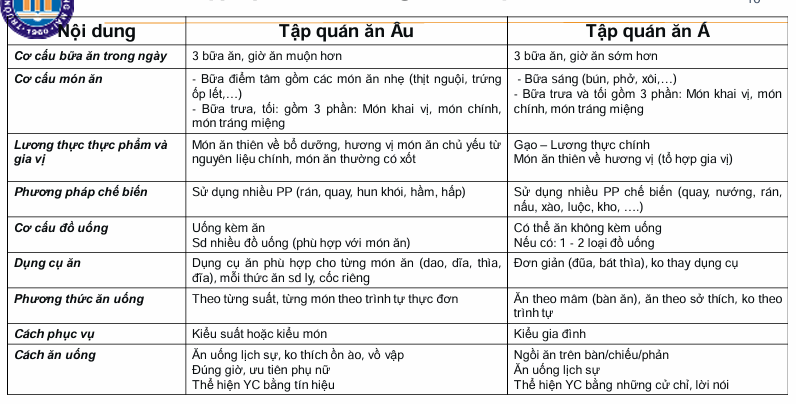 Nội dung Tập quán ăn Âu Tập quán ăn Á
Cơ cấu bữa ăn trong ngày 3 bữa ăn, giờ ăn muộn hơn 3 bữa ăn, giờ ăn sớm hơn
Cơ cấu món ăn
- Bữa điểm tâm gồm các món ăn nhẹ (thịt nguội, trứng
ốp lết,...)
- Bữa trưa, tối: gồm 3 phần: Món khai vị, món chính,
món tráng miệng
- Bữa sáng (bún, phở, xôi,...)
- Bữa trưa và tối gồm 3 phần: Món khai vị, món
chính, món tráng miệng
Lương thực thực phẩm và
gia vị
Món ăn thiên về bổ dưỡng, hương vị món ăn chủ yếu từ
nguyên liệu chính, món ăn thường có xốt
Gạo – Lương thực chính
Món ăn thiên về hương vị (tổ hợp gia vị)
Phương pháp chế biến
Sử dụng nhiều PP (rán, quay, hun khói, hầm, hấp)
Sử dụng nhiều PP chế biến (quay, nướng, rán,
nấu, xào, luộc, kho, ....)
Cơ cấu đồ uống
Uống kèm ăn
Sd nhiều đồ uống (phù hợp với món ăn)
Có thể ăn không kèm uống
Nếu có: 1 - 2 loại đồ uống
Dụng cụ ăn
Dụng cụ ăn phù hợp cho từng món ăn (dao, dĩa, thìa,
đĩa), mỗi thức ăn sd ly, cốc riêng
Đơn giản (đũa, bát thìa), ko thay dụng cụ
Phương thức ăn uống
Theo từng suất, từng món theo trình tự thực đơn
Ăn theo mâm (bàn ăn), ăn theo sở thích, ko theo
trình tự
Cách phục vụ Kiểu suất hoặc kiểu món Kiểu gia đình
Cách ăn uống
Ăn uống lịch sự, ko thích ồn ào, vồ vập
Đúng giờ, ưu tiên phụ nữ
Thể hiện YC bằng tín hiệu
Ngồi ăn trên bàn/chiếu/phản
Ăn uống lịch sự
Thể hiện YC bằng những cử chỉ, lời nói